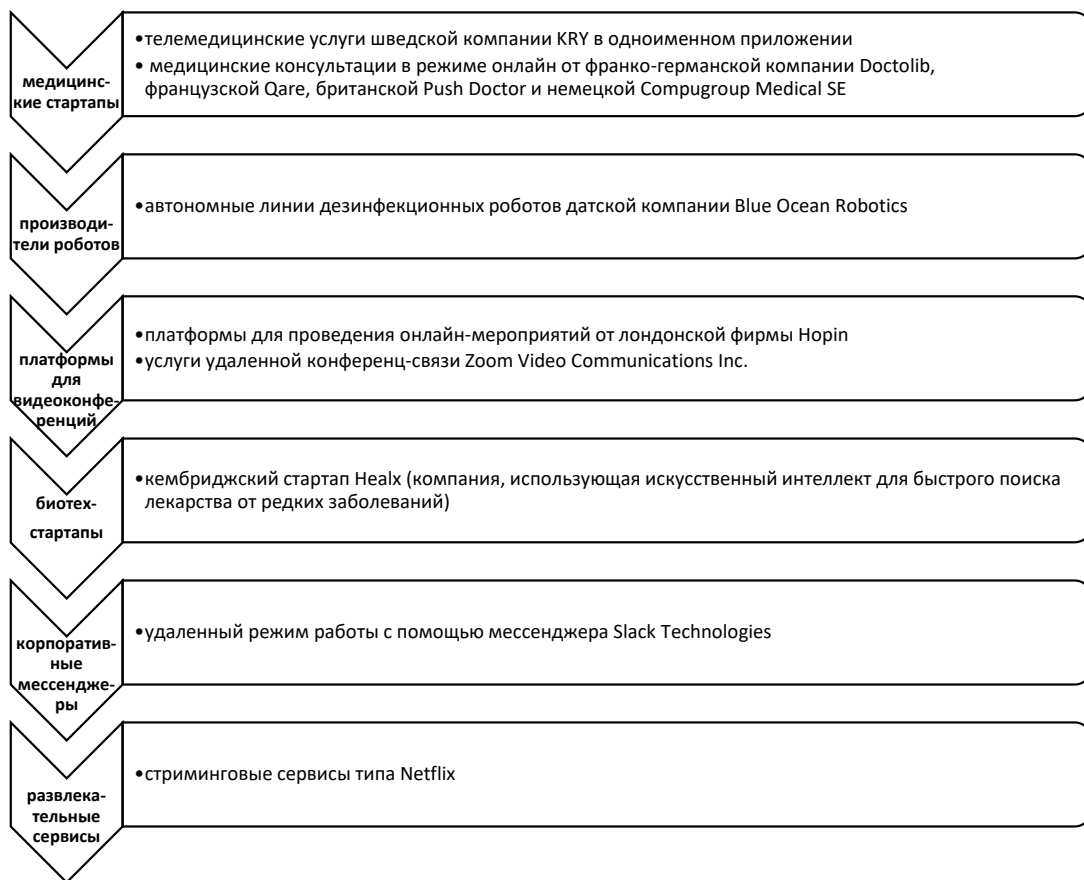 медицинс-
кие стартапы
•телемедицинские услуги шведской компании KRY в одноименном приложении
• медицинские консультации в режиме онлайн от франко-германской компании Doctolib,
французской Qare, британской Push Doctor и немецкой Compugroup Medical SE
производи-
тели роботов
•автономные линии дезинфекционных роботов датской компании Blue Ocean Robotics
платформы
для
видеоконфе-
ренций
•платформы для проведения онлайн-мероприятий от лондонской фирмы Hopin
•услуги удаленной конференц-связи Zoom Video Communications Inc.
биотех-
стартапы
•кембриджский стартап Healx (компания, использующая искусственный интеллект для быстрого поиска
лекарства от редких заболеваний)
корпоратив-
ные
мессендже-
ры
•удаленный режим работы с помощью мессенджера Slack Technologies
развлека-
тельные
сервисы
•стриминговые сервисы типа Netflix